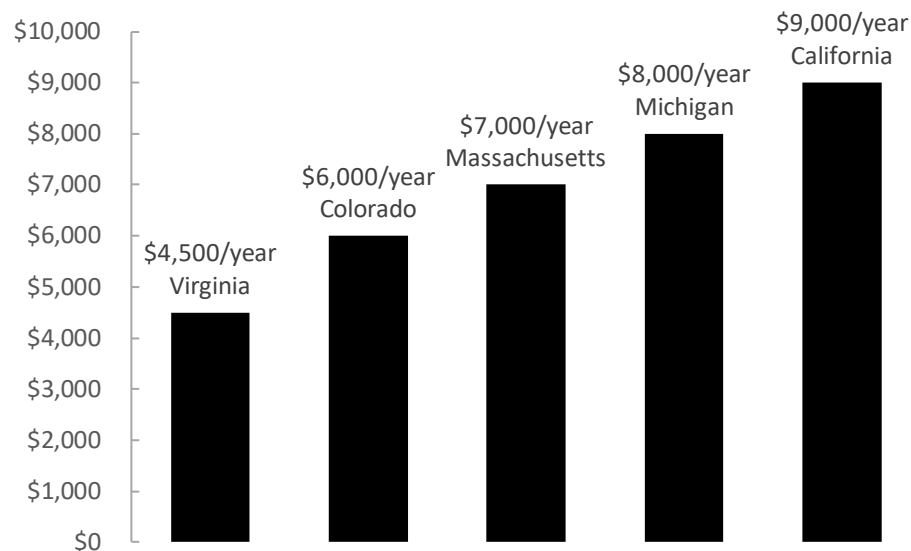 $10,000
$9,000
$8,000
$7,000
$6,000
$5,000
$4,000
$3,000
$2,000
$1,000
$0
$4,500/year
Virginia
$6,000/year
Colorado
$7,000/year
Massachusetts
$8,000/year
Michigan
$9,000/year
California